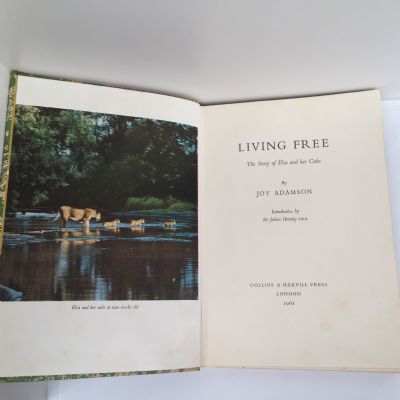 Elsa and her cubs at nine weeks old
LIVING FREE
The Story of Elsa and her Cubs
By
JOY ADAMSON
Introduction by
Sir Julian Huxley F.R.S.
COLLINS & HARVILL PRESS
LONDON
1961